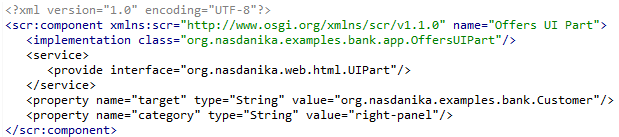 <?xml version="1.0" encoding="UTF-8"?>
<scr:component xmlns:scr="http://www.osgi.org/xmlns/scr/v1.1.0" name="Offers UI Part">
<implementation class="org.nasdanika.examples.bank.app.OffersUIPart"/>
<service>
<provide interface="org.nasdanika.web.html.UIPart"/>
</service>
<property name="target" type="String" value="org.nasdanika.examples.bank.Customer"/>
<property name="category" type="String" value="right-panel"/>
</scr:component>